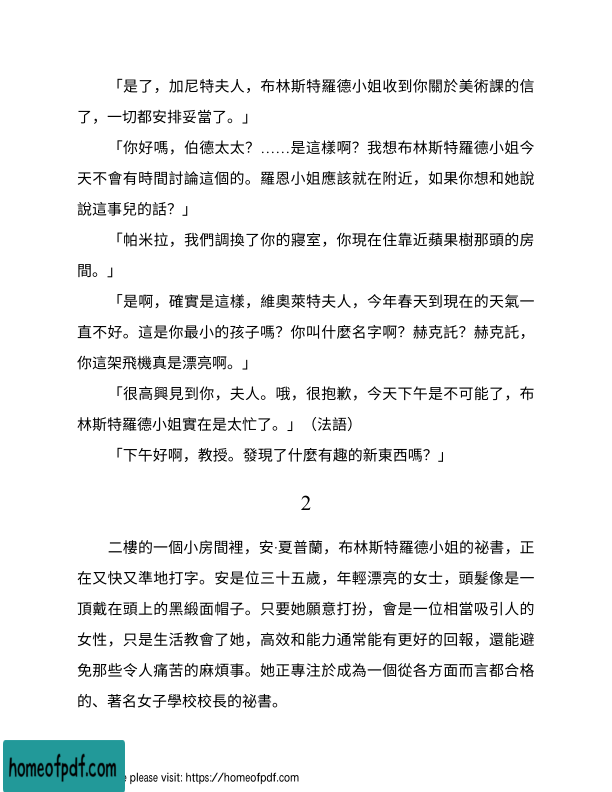 「是了，加尼特夫人，布林斯特羅德小姐收到你關於美術課的信
了，一切都安排妥當了。」
「你好嗎，伯德太太？……是這樣啊？我想布林斯特羅德小姐今
天不會有時間討論這個的。羅恩小姐應該就在附近，如果你想和她說
說這事兒的話？」
「帕米拉，我們調換了你的寢室，你現在住靠近蘋果樹那頭的房
間。」
「是啊，確實是這樣，維奧萊特夫人，今年春天到現在的天氣一
直不好。這是你最小的孩子嗎？你叫什麼名字啊？赫克託？赫克託，
你這架飛機真是漂亮啊。」
「很高興見到你，夫人。哦，很抱歉，今天下午是不可能了，布
林斯特羅德小姐實在是太忙了。」（法語）
「下午好啊，教授。發現了什麼有趣的新東西嗎？」
2
二樓的一個小房間裡，安·夏普蘭，布林斯特羅德小姐的祕書，正
在又快又準地打字。安是位三十五歲，年輕漂亮的女士，頭髮像是一
頂戴在頭上的黑緞面帽子。只要她願意打扮，會是一位相當吸引人的
女性，只是生活教會了她，高效和能力通常能有更好的回報，還能避
免那些令人痛苦的麻煩事。她正專注於成為一個從各方面而言都合格
的、著名女子學校校長的祕書。
homeofpdf.com
please visit: https://homeofpdf.com